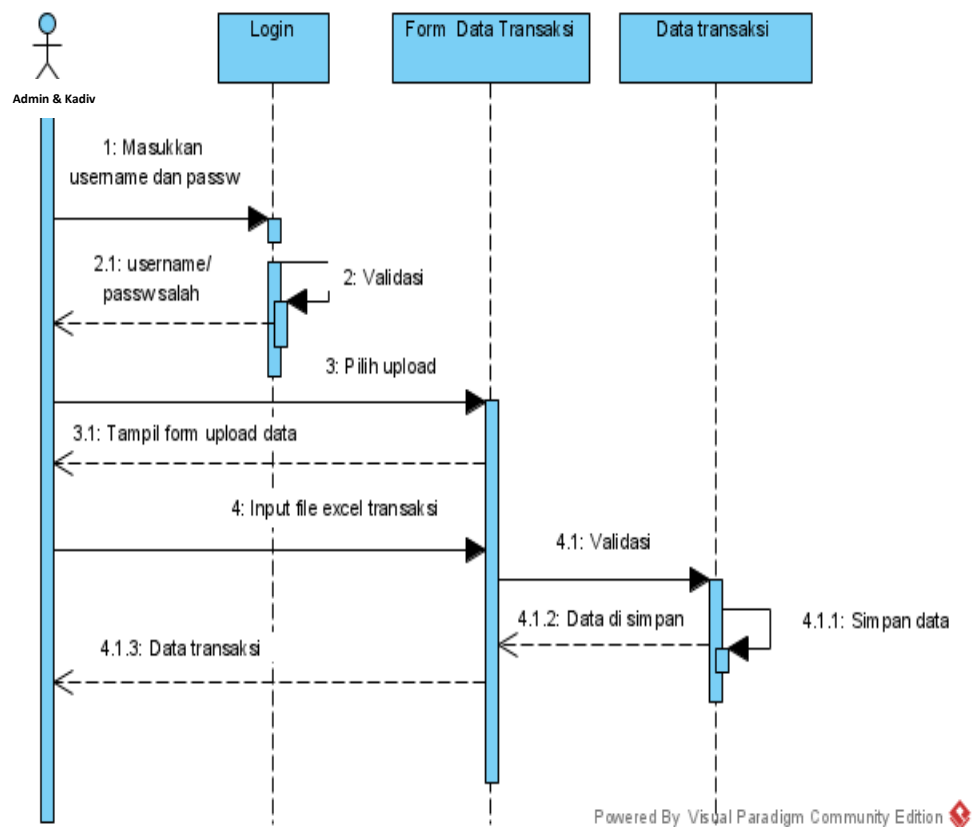 Login
Form Data Transaksi
Data transaksi
Admin & Kadiv
1: Masukkan
username dan passw
2.1: username/
passw salah
2: Validasi
3: Pilih upload
3.1: Tampil form upload data
4: Input file excel transaksi
4.1: Validasi
4.1.2: Data di simpan
4.1.1: Simpan data
4.1.3: Data transaksi
Powered By Visual Paradigm Community Edition